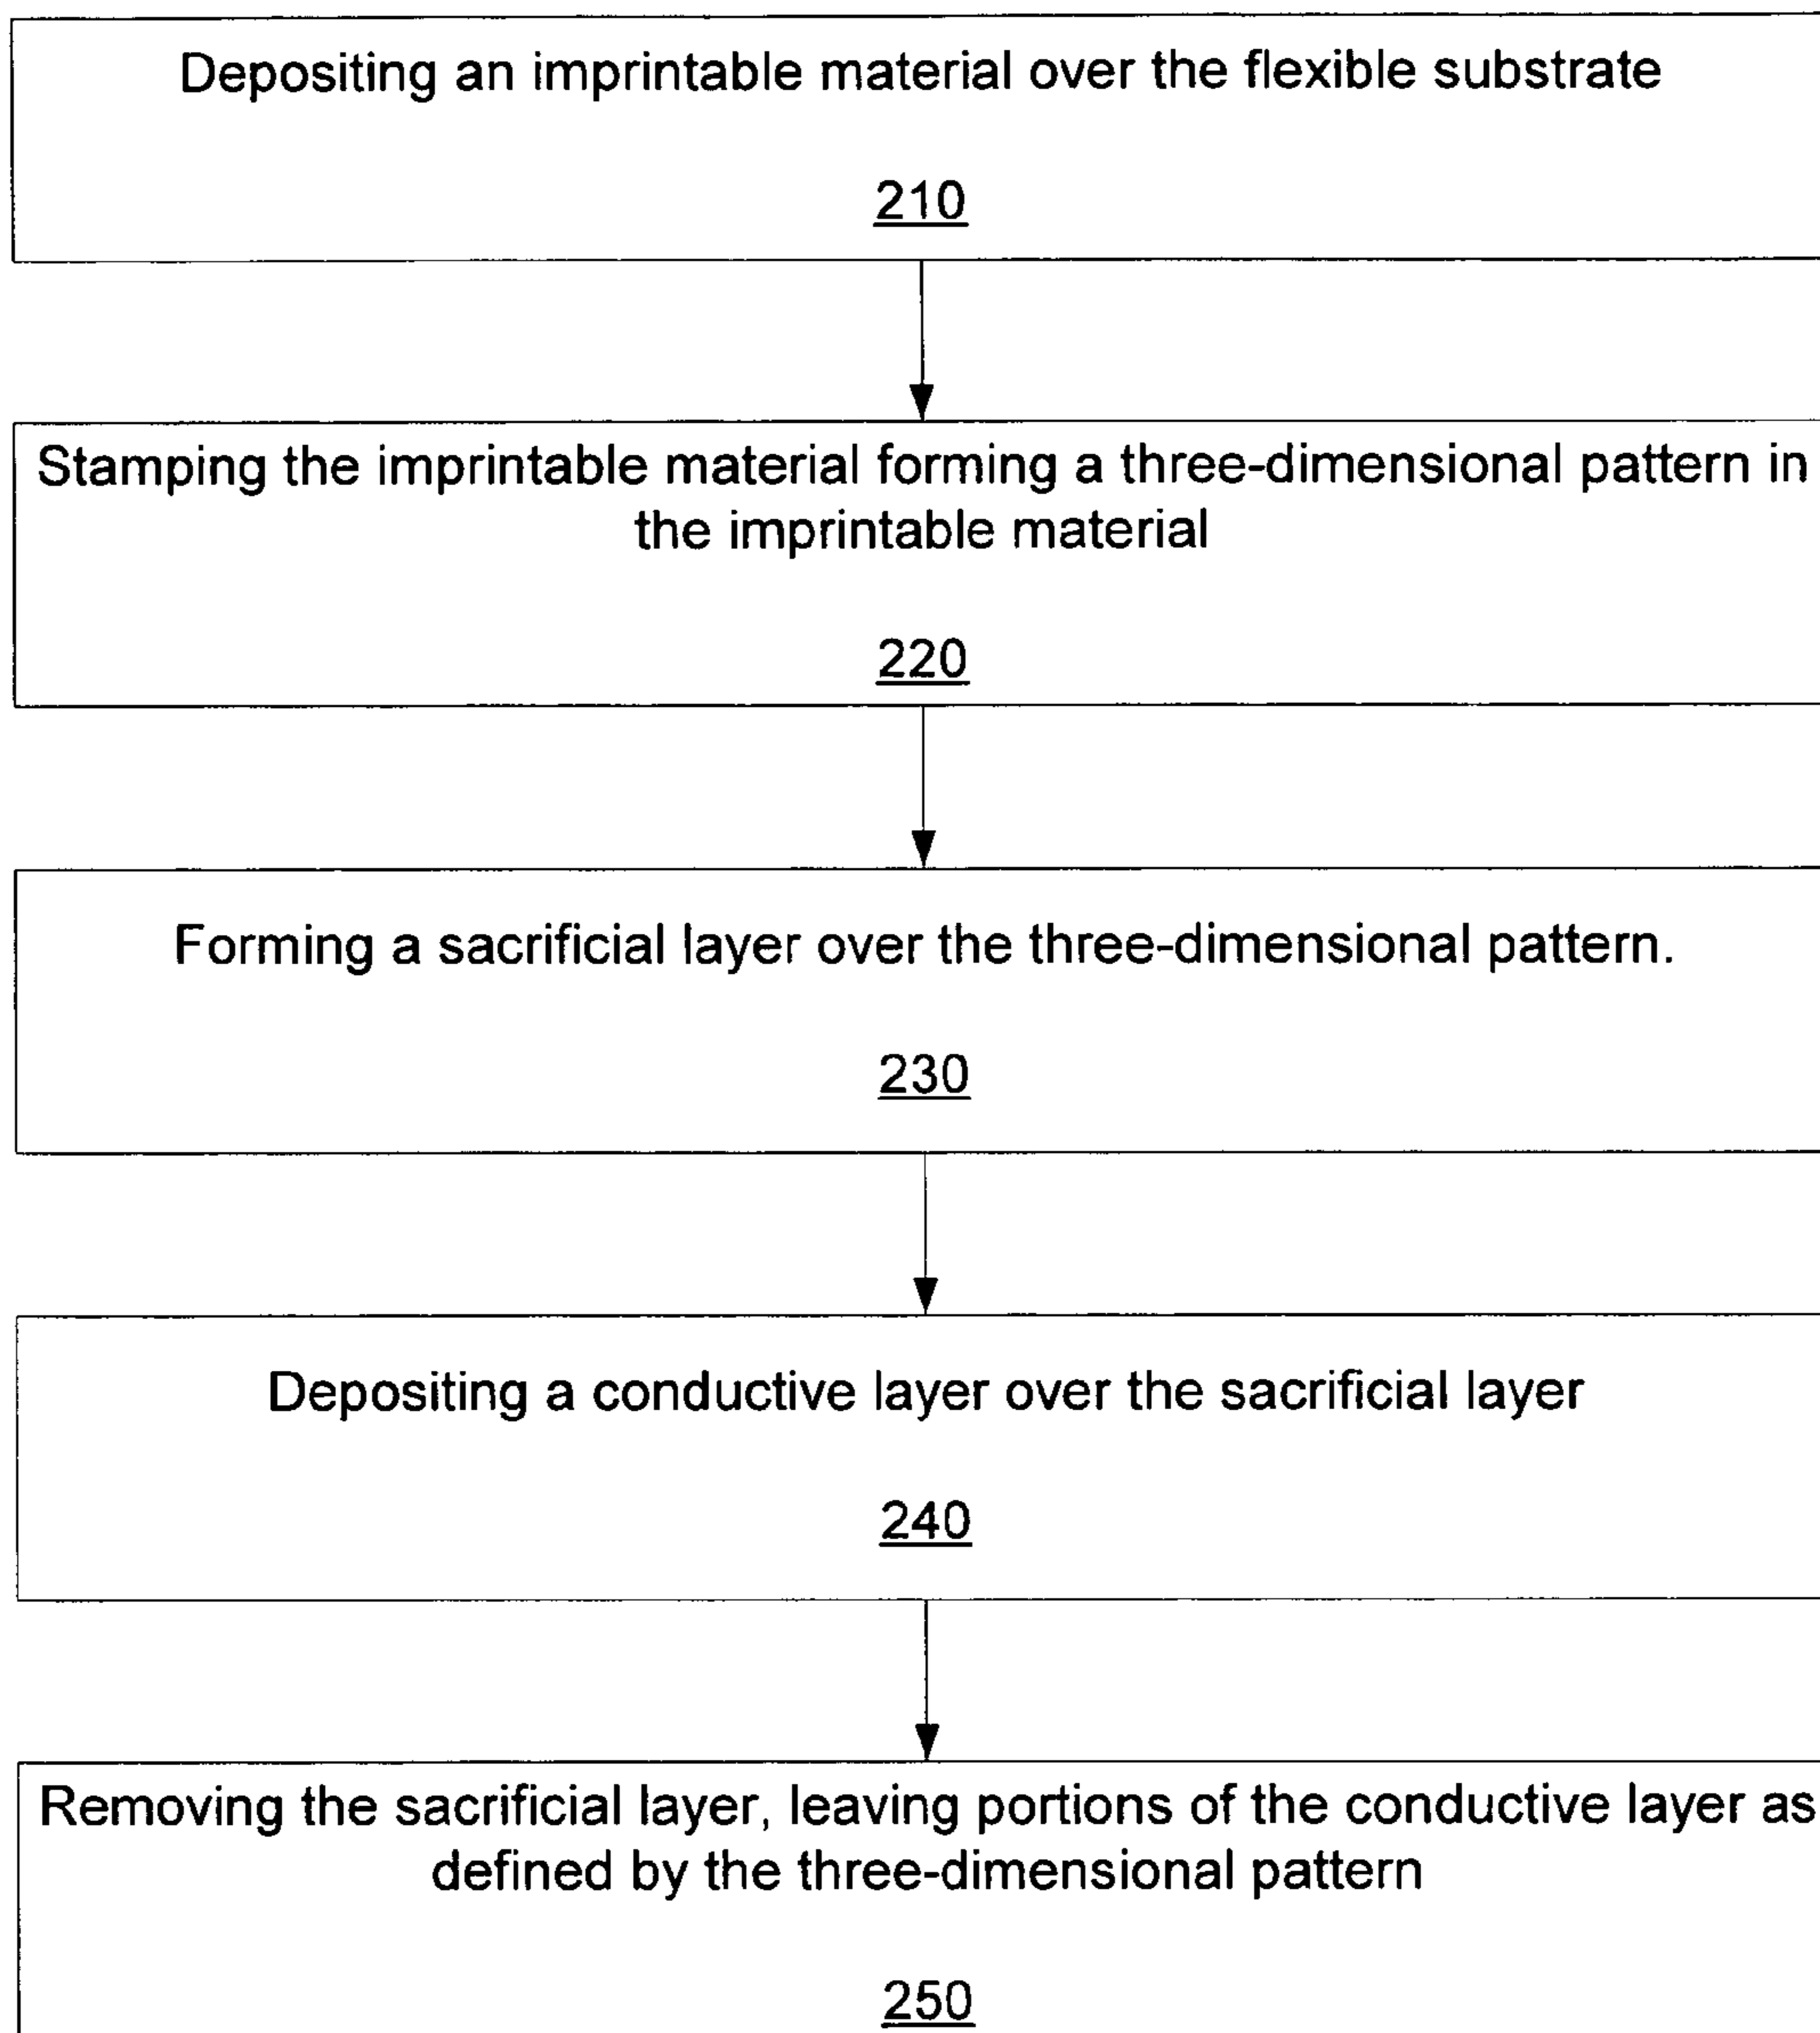 Depositing an imprintable material over the flexible substrate
210
Stamping the imprintable material forming a three-dimensional pattern in
the imprintable material
220
Forming a sacrificial layer over the three-dimensional pattern.
230
Depositing a conductive layer over the sacrificial layer
240
Removing the sacrificial layer, leaving portions of the conductive layer as
defined by the three-dimensional pattern
250